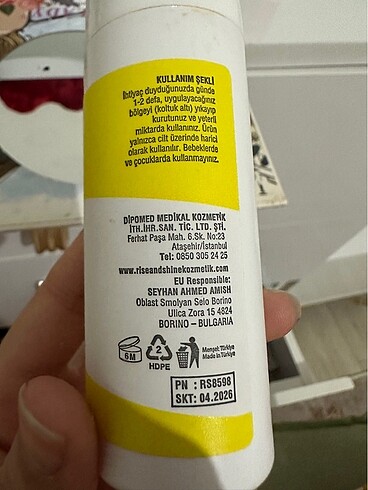 KULLANIM ŞEKLİ
İhtiyaç duyduğunuzda günde
1-2 defa, uygulayacağınız
bölgeyi (koltuk altı) yıkayıp
kurutunuz ve yeterli
miktarda kullanınız. Ürün
yalnızca cilt üzerinde harici
olarak kullanılır. Bebeklerde
ve çocuklarda kullanmayınız.
DİPOMED MEDİKAL KOZMETİK
İTH.İHR.SAN. TİC. LTD. ŞTİ.
Ferhat Paşa Mah. 6.Sk. No:23
Ataşehir/İstanbul
Tel: 0850 305 24 25
www.riseandshinekozmetik.com
EU Responsible:
SEYHAN AHMED AMISH
Oblast Smolyan Selo Borino
Ulica Zora 15 4824
BORINO – BULGARIA
6M
2
HDPE
Menşei: Türkiye
Made in Türkiye
PN : RS8598
SKT: 04.2026